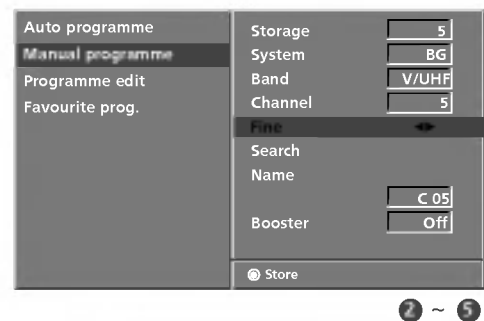 Auto programme
Manual programme
Programme edit
Favourite prog.
Storage 5
System BG
Band V/UHF
Channel 5
Fine
Search
Name
C 05
Booster Off
Store
2 ~ 5